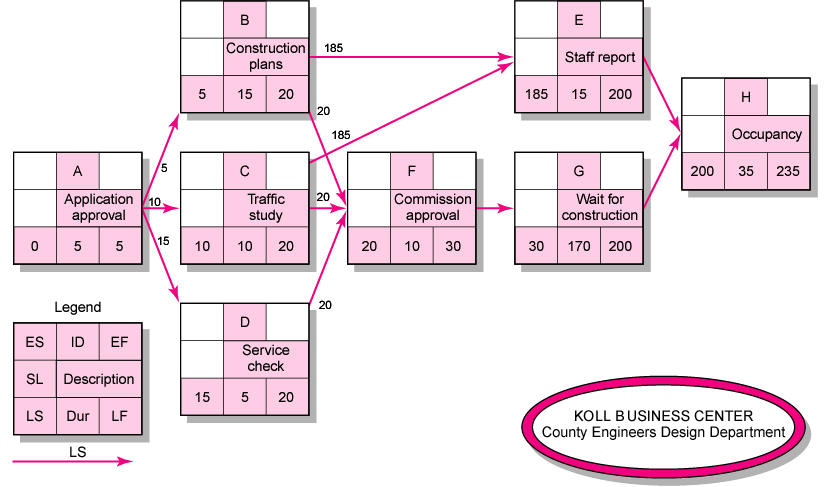 B
Construction
plans
5 15 20
185
20
185
E
Staff report
185 15 200
H
Occupancy
200 35 235
A
Application
approval
0 5 5
5
10
15
C
Traffic
study
10 10 20
20
F
Commission
approval
20 10 30
G
Wait for
construction
30 170 200
D
Service
check
15 5 20
20
Legend
ES ID EF
SL Description
LS Dur LF
LS
KOLL BUSINESS CENTER
County Engineers Design Department